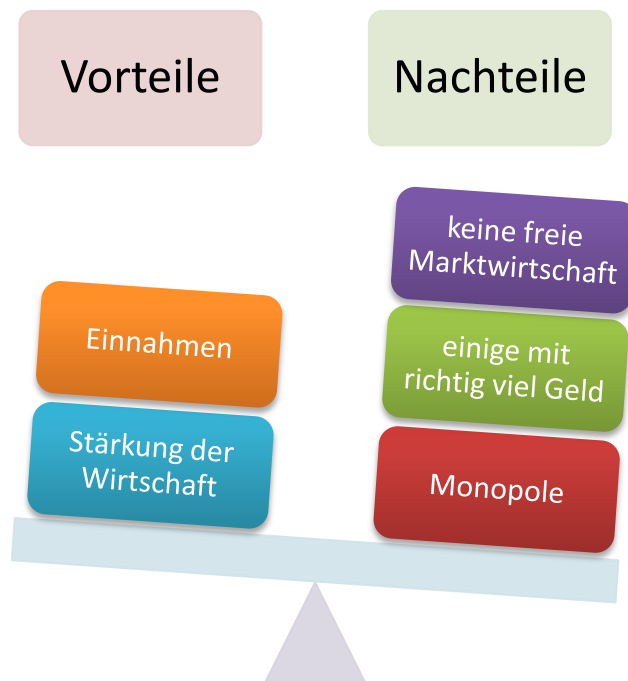 Vorteile
Nachteile
keine freie
Marktwirtschaft
Einnahmen
einige mit
richtig viel Geld
Stärkung der
Wirtschaft
Monopole